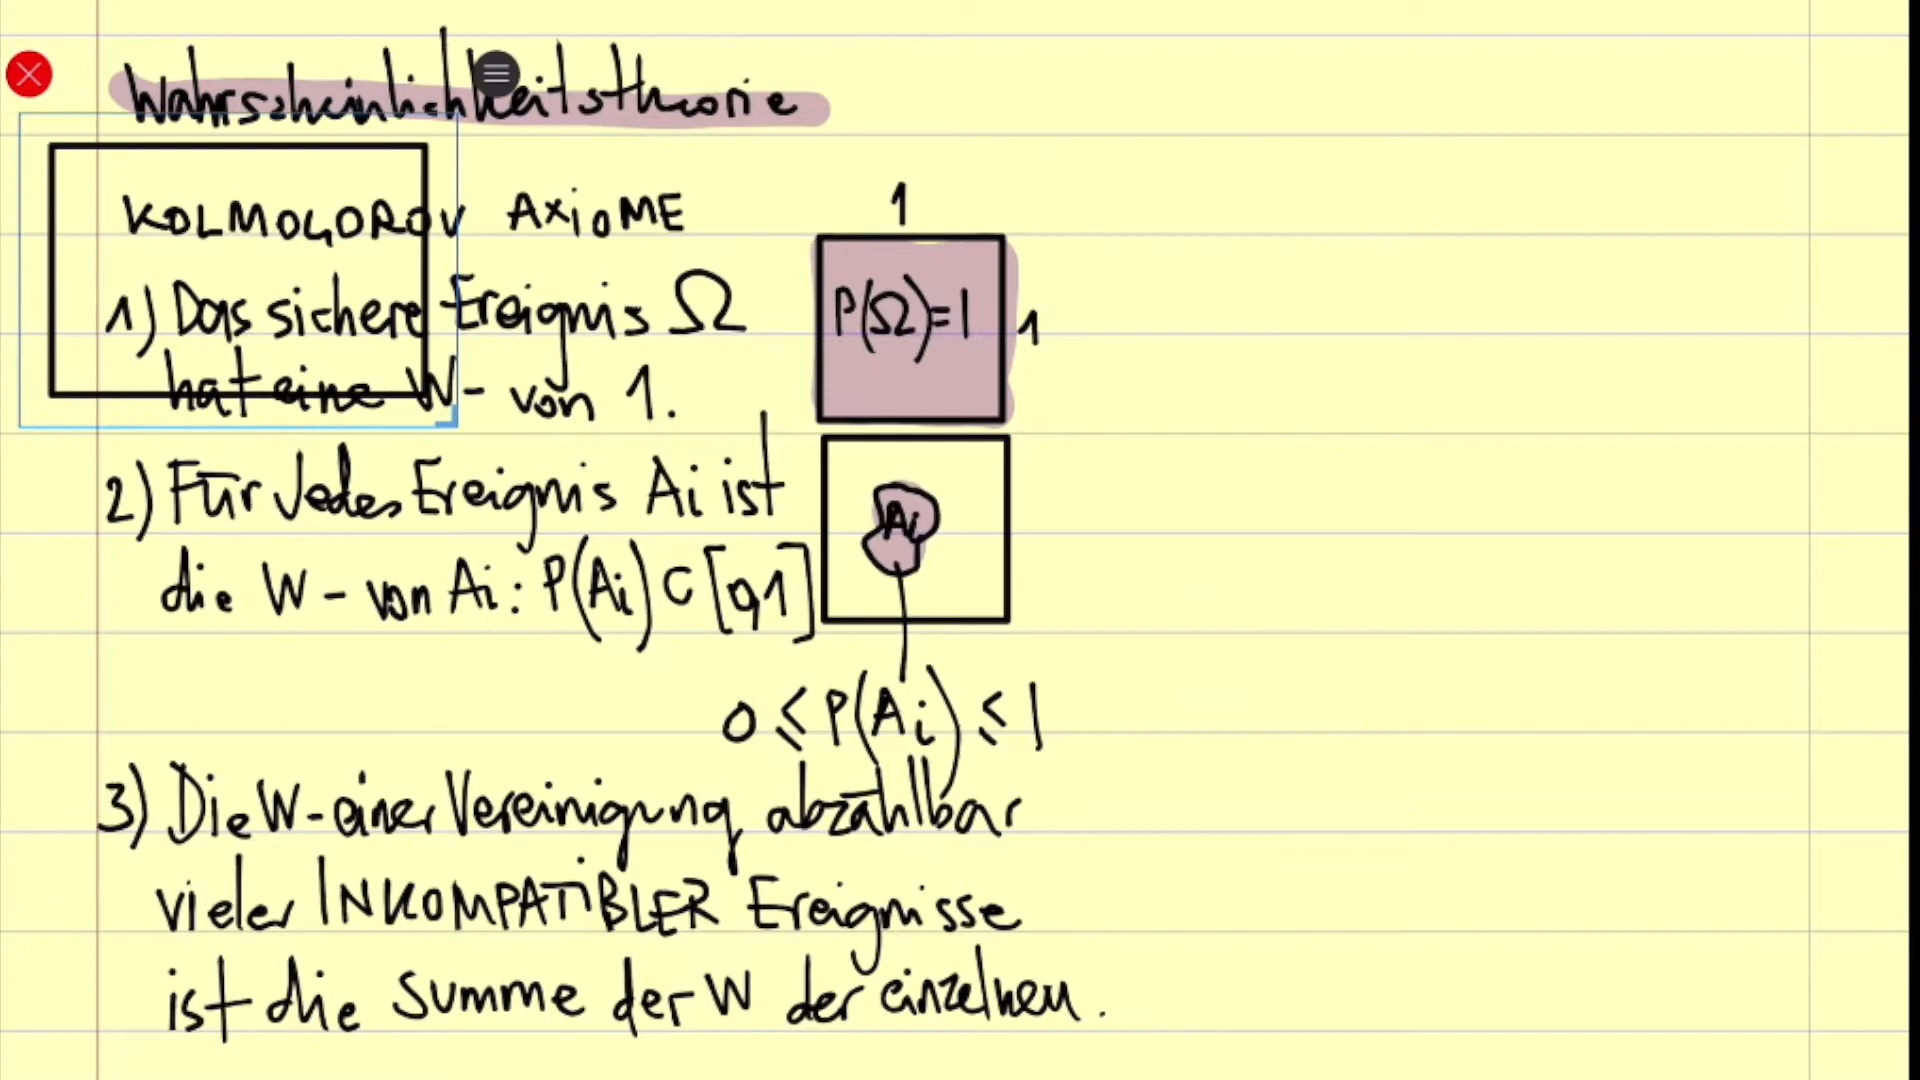 Wahrscheinlichkeitstheorie
KOLMOGOROV AXiOME
1) Das sichere Ereignis Ω
hat eine W- von 1.
1
P(Ω)=1
1
2) Für Jedes Ereignis Ai ist
die W- von Ai: P(Ai) C [0,1]
Ai
0 ≤ P(Ai) ≤ 1
3) Die W- einer Vereinigung abzählbar
vieler INKOMPATiBLER Ereignisse
ist die Summe der W der einzelnen.